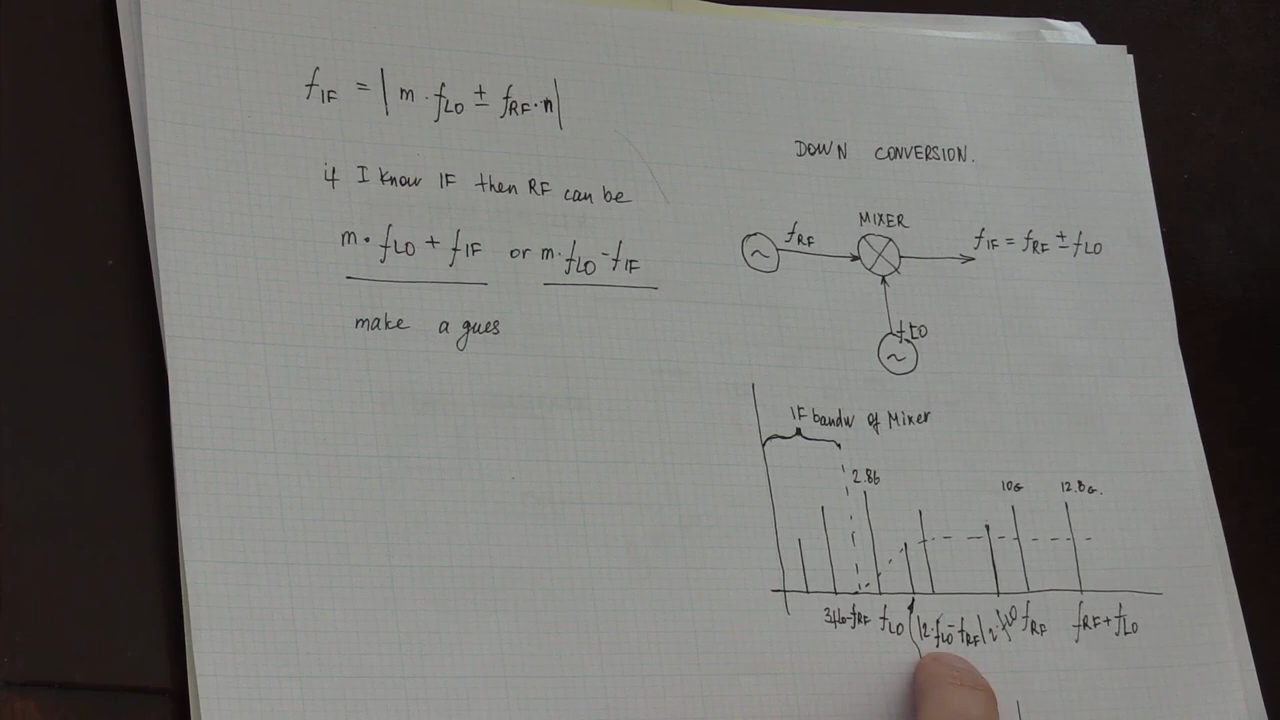 f_IF = | m · f_LO ± f_RF · n |
if I know IF then RF can be
m · f_LO + f_IF or m · f_LO - f_IF
make a gues
DOWN CONVERSION.
MIXER
f_RF
f_IF = f_RF ± f_LO
f_LO
IF bandw of Mixer
2.8G
10G
12.8G.
3f_LO-f_RF f_LO |2·f_LO-f_RF| f_RF f_RF + f_LO